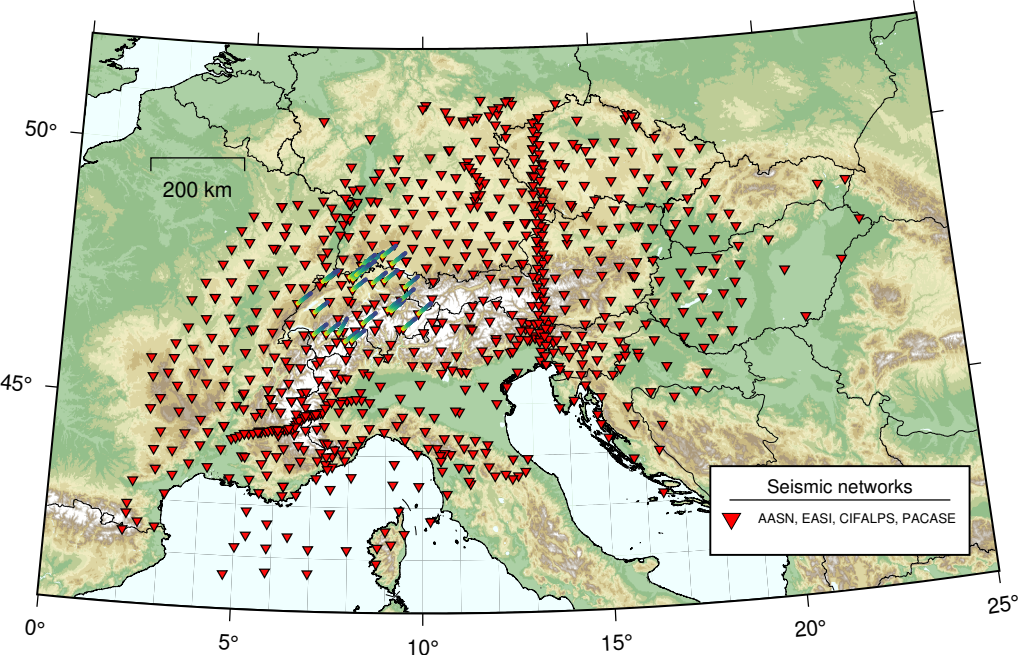 50°
200 km
45°
Seismic networks
AASN, EASI, CIFALPS, PACASE
0°
5°
10°
15°
20°
25°